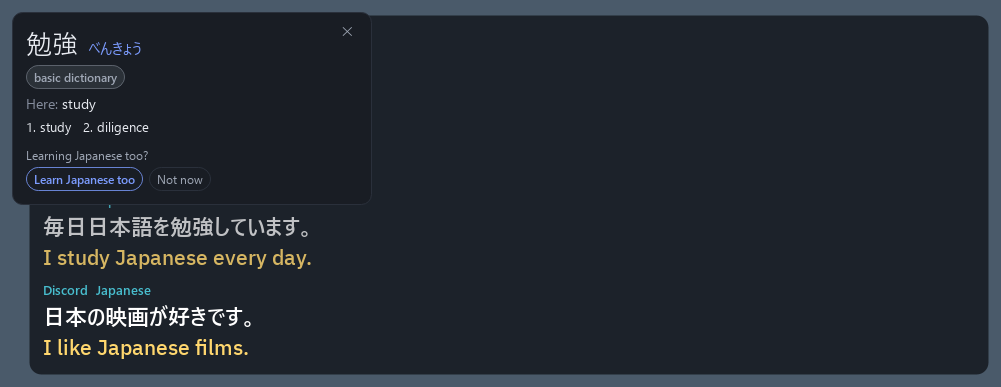 勉強 べんきょう
basic dictionary
Here: study
1. study 2. diligence
Learning Japanese too?
Learn Japanese too Not now
毎日日本語を勉強しています。
I study Japanese every day.
Discord Japanese
日本の映画が好きです。
I like Japanese films.